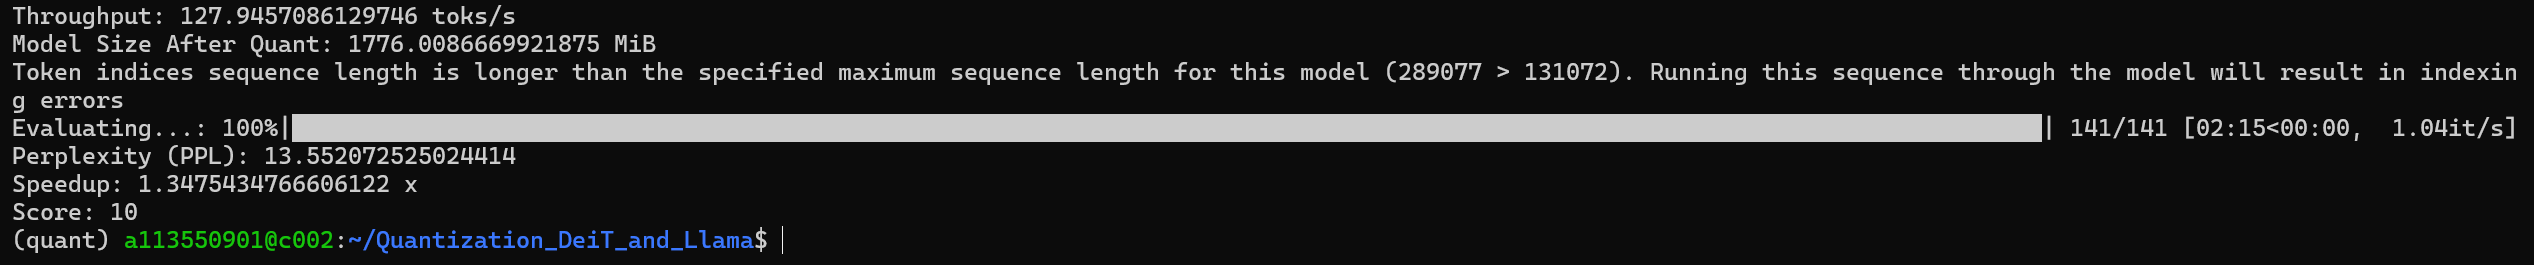 Throughput: 127.9457086129746 toks/s
Model Size After Quant: 1776.0086669921875 MiB
Token indices sequence length is longer than the specified maximum sequence length for this model (289077 > 131072). Running this sequence through the model will result in indexin
g errors
Evaluating...: 100%|| 141/141 [02:15<00:00,  1.04it/s]
Perplexity (PPL): 13.552072525024414
Speedup: 1.3475434766606122 x
Score: 10
(quant) a113550901@c002:~/Quantization_DeiT_and_Llama$